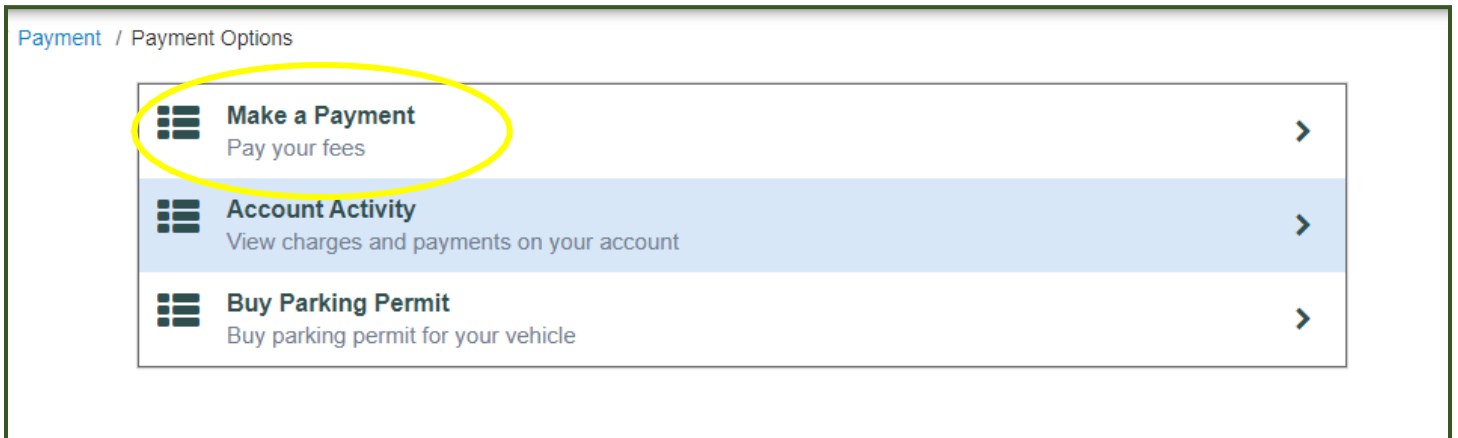 Payment / Payment Options
Make a Payment
Pay your fees
Account Activity
View charges and payments on your account
Buy Parking Permit
Buy parking permit for your vehicle